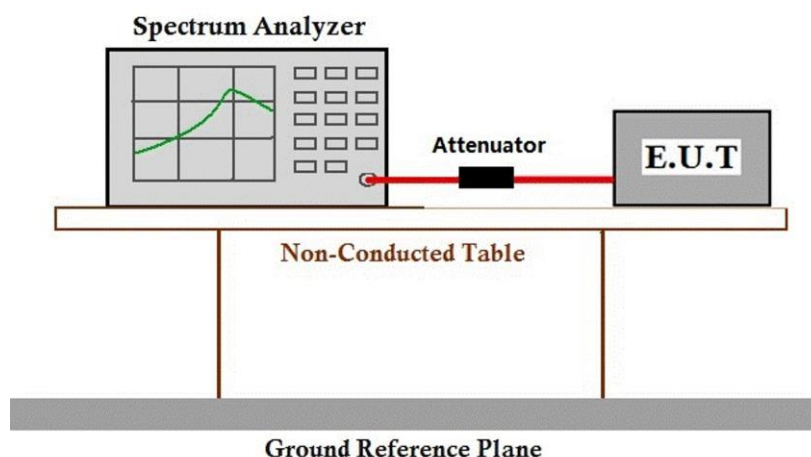 Spectrum Analyzer
Attenuator
E.U.T
Non-Conducted Table
Ground Reference Plane